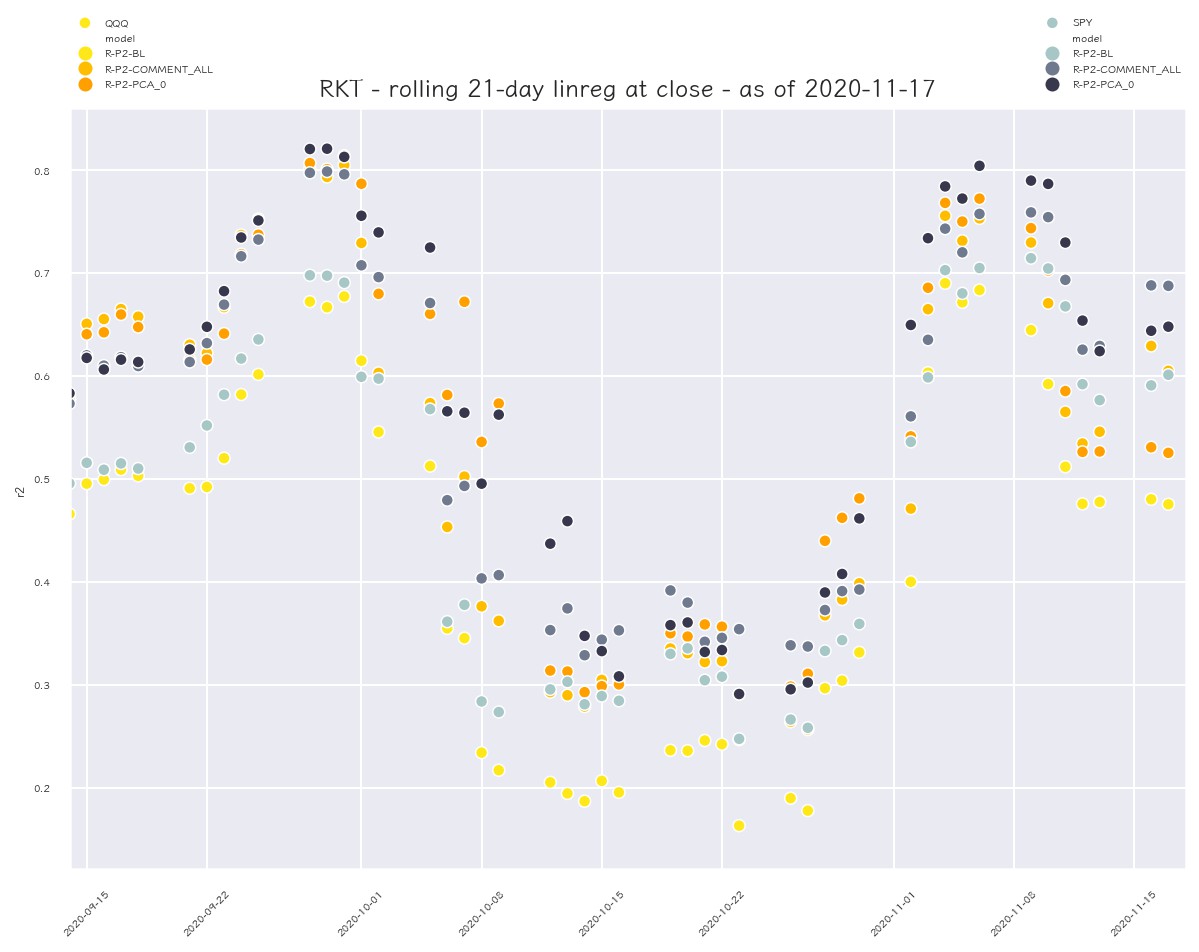 QQQ
model
R-P2-BL
R-P2-COMMENT_ALL
R-P2-PCA_0
SPY
model
R-P2-BL
R-P2-COMMENT_ALL
R-P2-PCA_0
RKT - rolling 21-day linreg at close - as of 2020-11-17
r2
0.8
0.7
0.6
0.5
0.4
0.3
0.2
2020-09-15
2020-09-22
2020-10-01
2020-10-08
2020-10-15
2020-10-22
2020-11-01
2020-11-08
2020-11-15